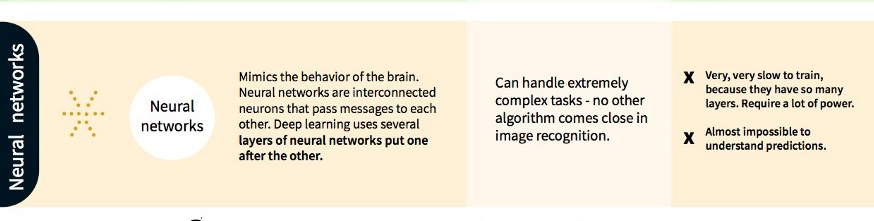 Neural networks
Neural
networks
Mimics the behavior of the brain.
Neural networks are interconnected
neurons that pass messages to each
other. Deep learning uses several
layers of neural networks put one
after the other.
Can handle extremely
complex tasks - no other
algorithm comes close in
image recognition.
X Very, very slow to train,
because they have so many
layers. Require a lot of power.
X Almost impossible to
understand predictions.